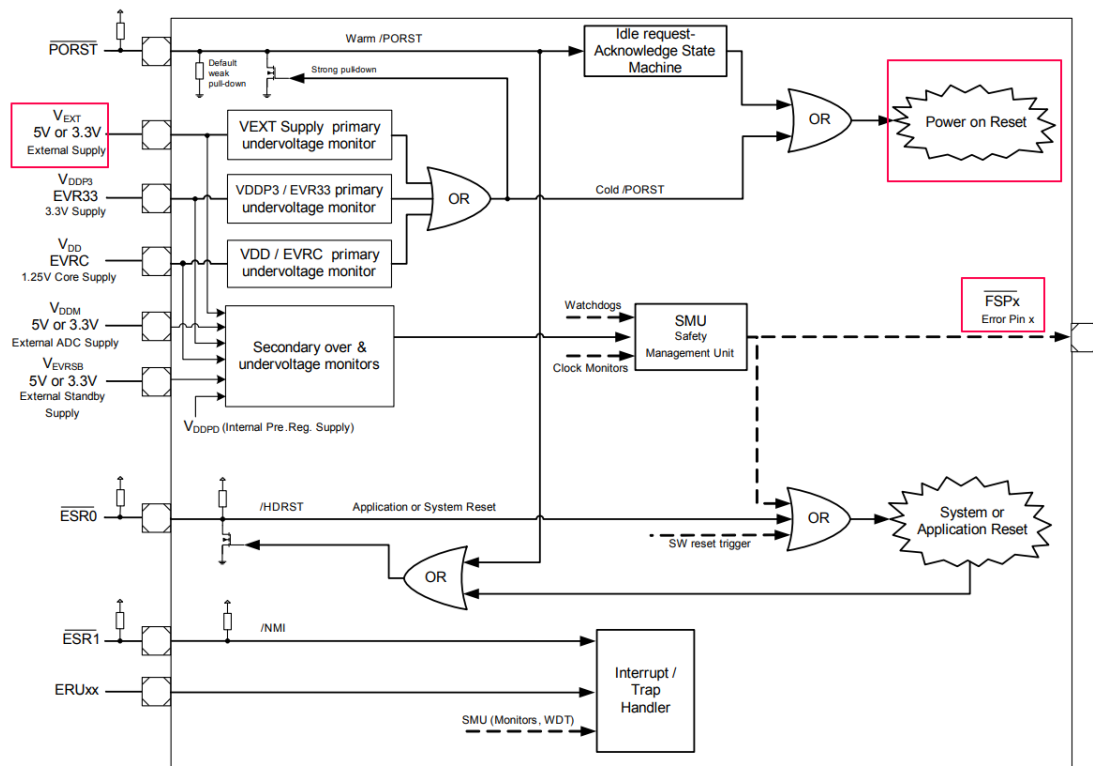 PORST
Warm /PORST
Default
weak
pull-down
Strong pulldown
Idle request-
Acknowledge State
Machine
OR
Power on Reset
VEXT
5V or 3.3V
External Supply
VEXT Supply primary
undervoltage monitor
VDDP3
EVR33
3.3V Supply
VDDP3 / EVR33 primary
undervoltage monitor
OR
Cold /PORST
VDD
EVRC
1.25V Core Supply
VDD / EVRC primary
undervoltage monitor
VDDM
5V or 3.3V
External ADC Supply
VEVRSB
5V or 3.3V
External Standby
Supply
Secondary over &
undervoltage monitors
VDDPD (Internal Pre.Reg. Supply)
Watchdogs
Clock Monitors
SMU
Safety
Management Unit
FSPx
Error Pin x
ESR0
/HDRST
Application or System Reset
SW reset trigger
OR
System or
Application Reset
OR
ESR1
/NMI
ERUxx
SMU (Monitors, WDT)
Interrupt /
Trap
Handler